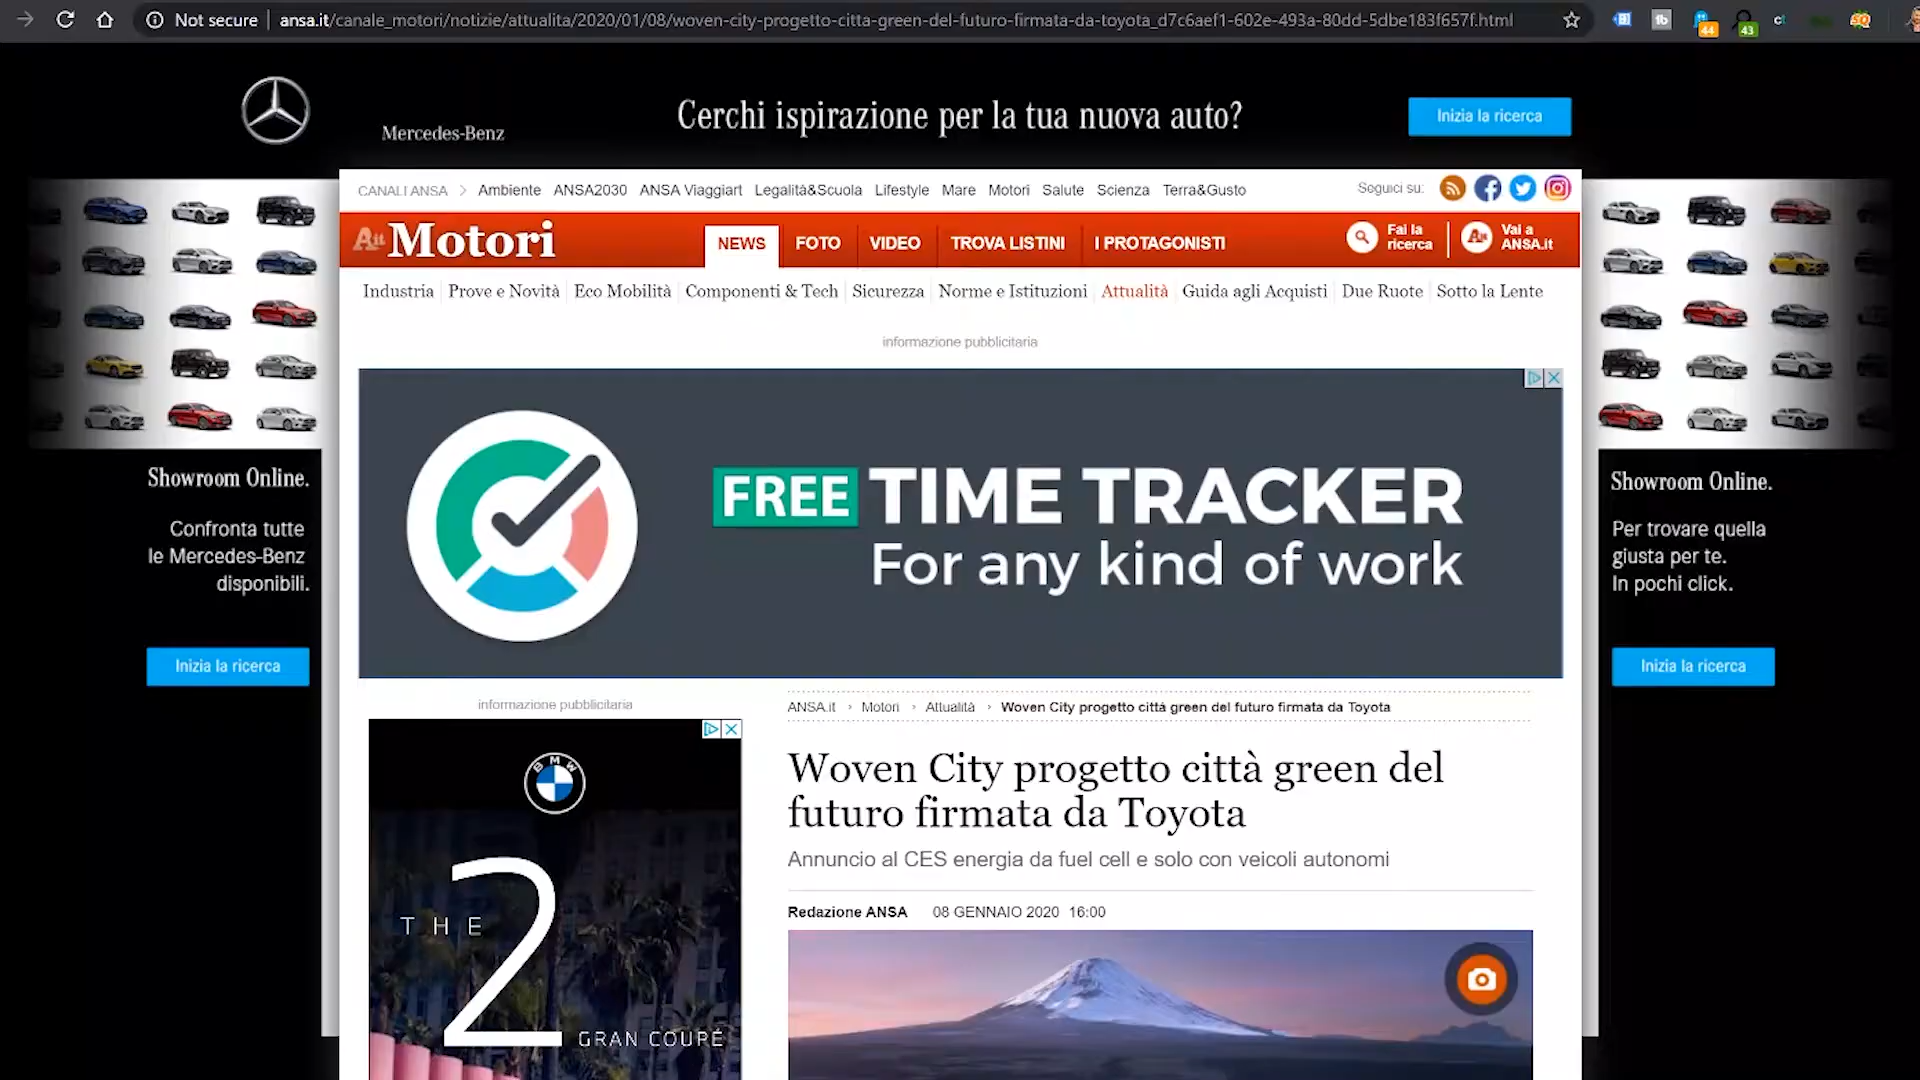 Not secure
ansa.it/canale_motori/notizie/attualita/2020/01/08/woven-city-progetto-citta-green-del-futuro-firmata-da-toyota_d7c6aef1-602e-493a-80dd-5dbe183f657f.html
44
43
Mercedes-Benz
Cerchi ispirazione per la tua nuova auto?
Inizia la ricerca
CANALI ANSA > Ambiente ANSA2030 ANSA Viaggiart Legalità&Scuola Lifestyle Mare Motori Salute Scienza Terra&Gusto
Seguici su:
Ait Motori
NEWS FOTO VIDEO TROVA LISTINI I PROTAGONISTI
Fai la
ricerca
Vai a
ANSA.it
Industria Prove e Novità Eco Mobilità Componenti & Tech Sicurezza Norme e Istituzioni Attualità Guida agli Acquisti Due Ruote Sotto la Lente
informazione pubblicitaria
FREE TIME TRACKER
For any kind of work
Showroom Online.
Confronta tutte
le Mercedes-Benz
disponibili.
Inizia la ricerca
Showroom Online.
Per trovare quella
giusta per te.
In pochi click.
Inizia la ricerca
informazione pubblicitaria
BMW
THE
2
GRAN COUPÉ
ANSA.it › Motori › Attualità › Woven City progetto città green del futuro firmata da Toyota
Woven City progetto città green del
futuro firmata da Toyota
Annuncio al CES energia da fuel cell e solo con veicoli autonomi
Redazione ANSA 08 GENNAIO 2020 16:00